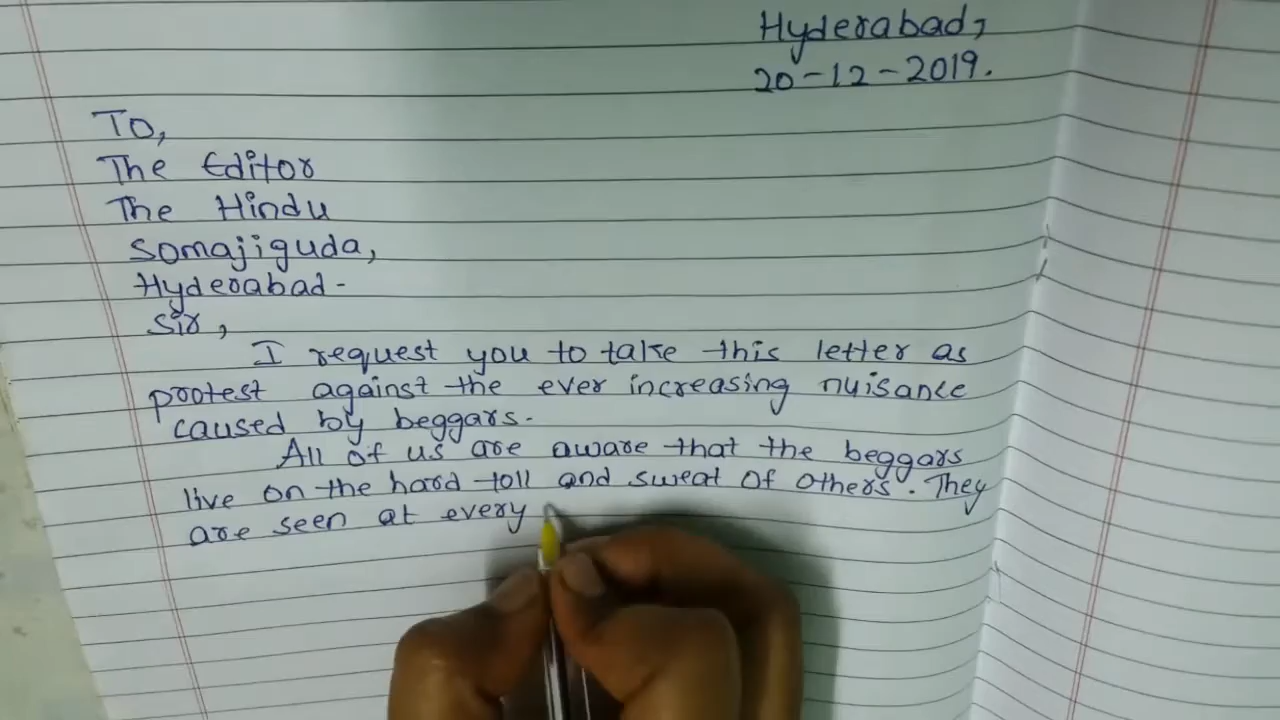 Hyderabad,
20-12-2019.
To,
The Editor
The Hindu
Somajiguda,
Hyderabad-
Sir,
I request you to take this letter as
protest against the ever increasing nuisance
caused by beggars.
All of us are aware that the beggars
live on the hard toll and sweat of others. They
are seen at every